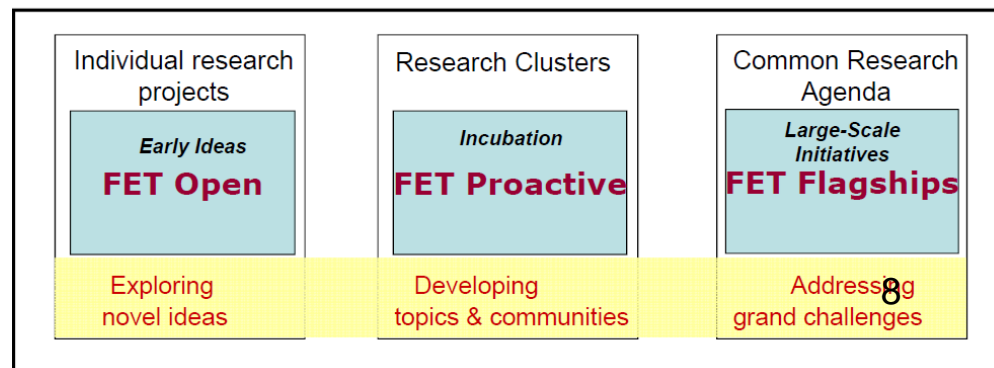 Individual research
projects
Early Ideas
FET Open
Exploring
novel ideas
Research Clusters
Incubation
FET Proactive
Developing
topics & communities
Common Research
Agenda
Large-Scale
Initiatives
FET Flagships
Addressing
grand challenges
8